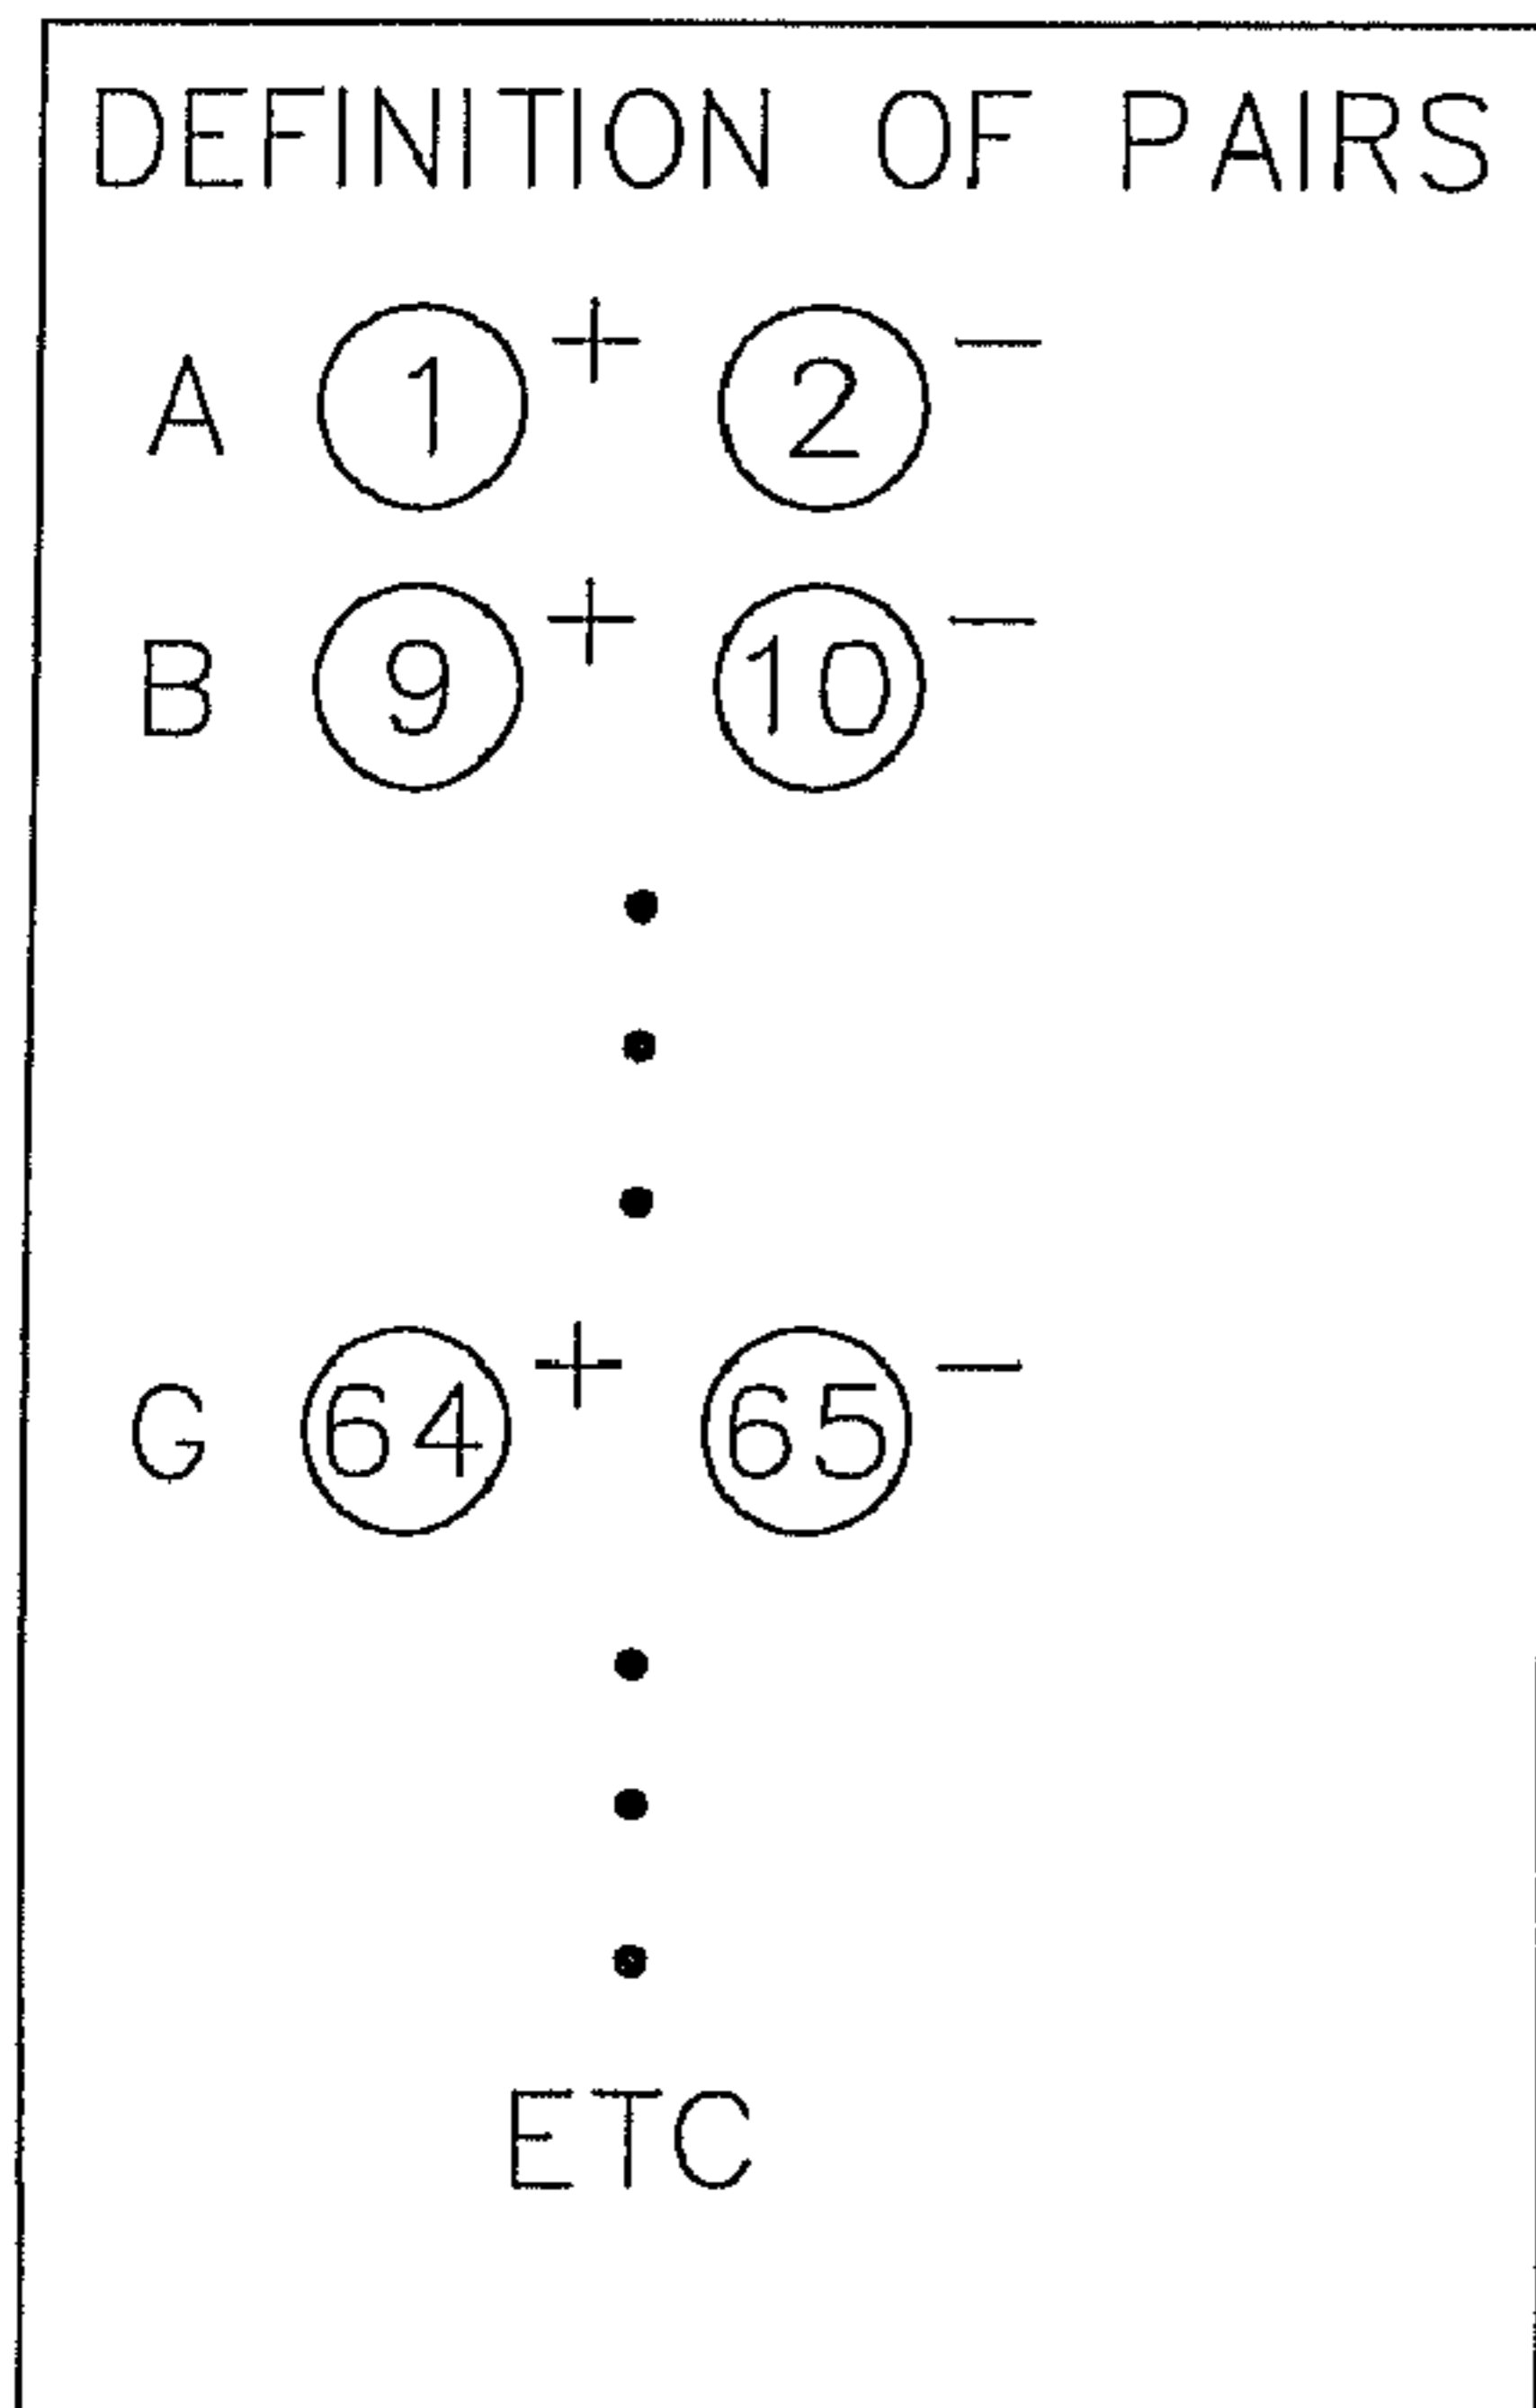 DEFINITION OF PAIRS
A 1 + 2 −
B 9 + 10 −
G 64 + 65 −
ETC